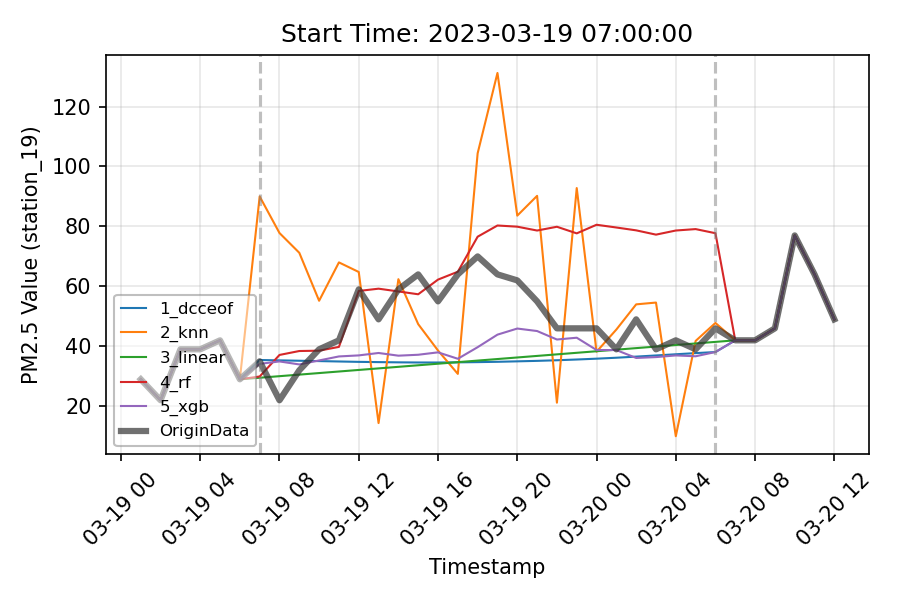 Start Time: 2023-03-19 07:00:00
PM2.5 Value (station_19)
120
100
80
60
40
20
1_dcceof
2_knn
3_linear
4_rf
5_xgb
OriginData
03-19 00
03-19 04
03-19 08
03-19 12
03-19 16
03-19 20
03-20 00
03-20 04
03-20 08
03-20 12
Timestamp